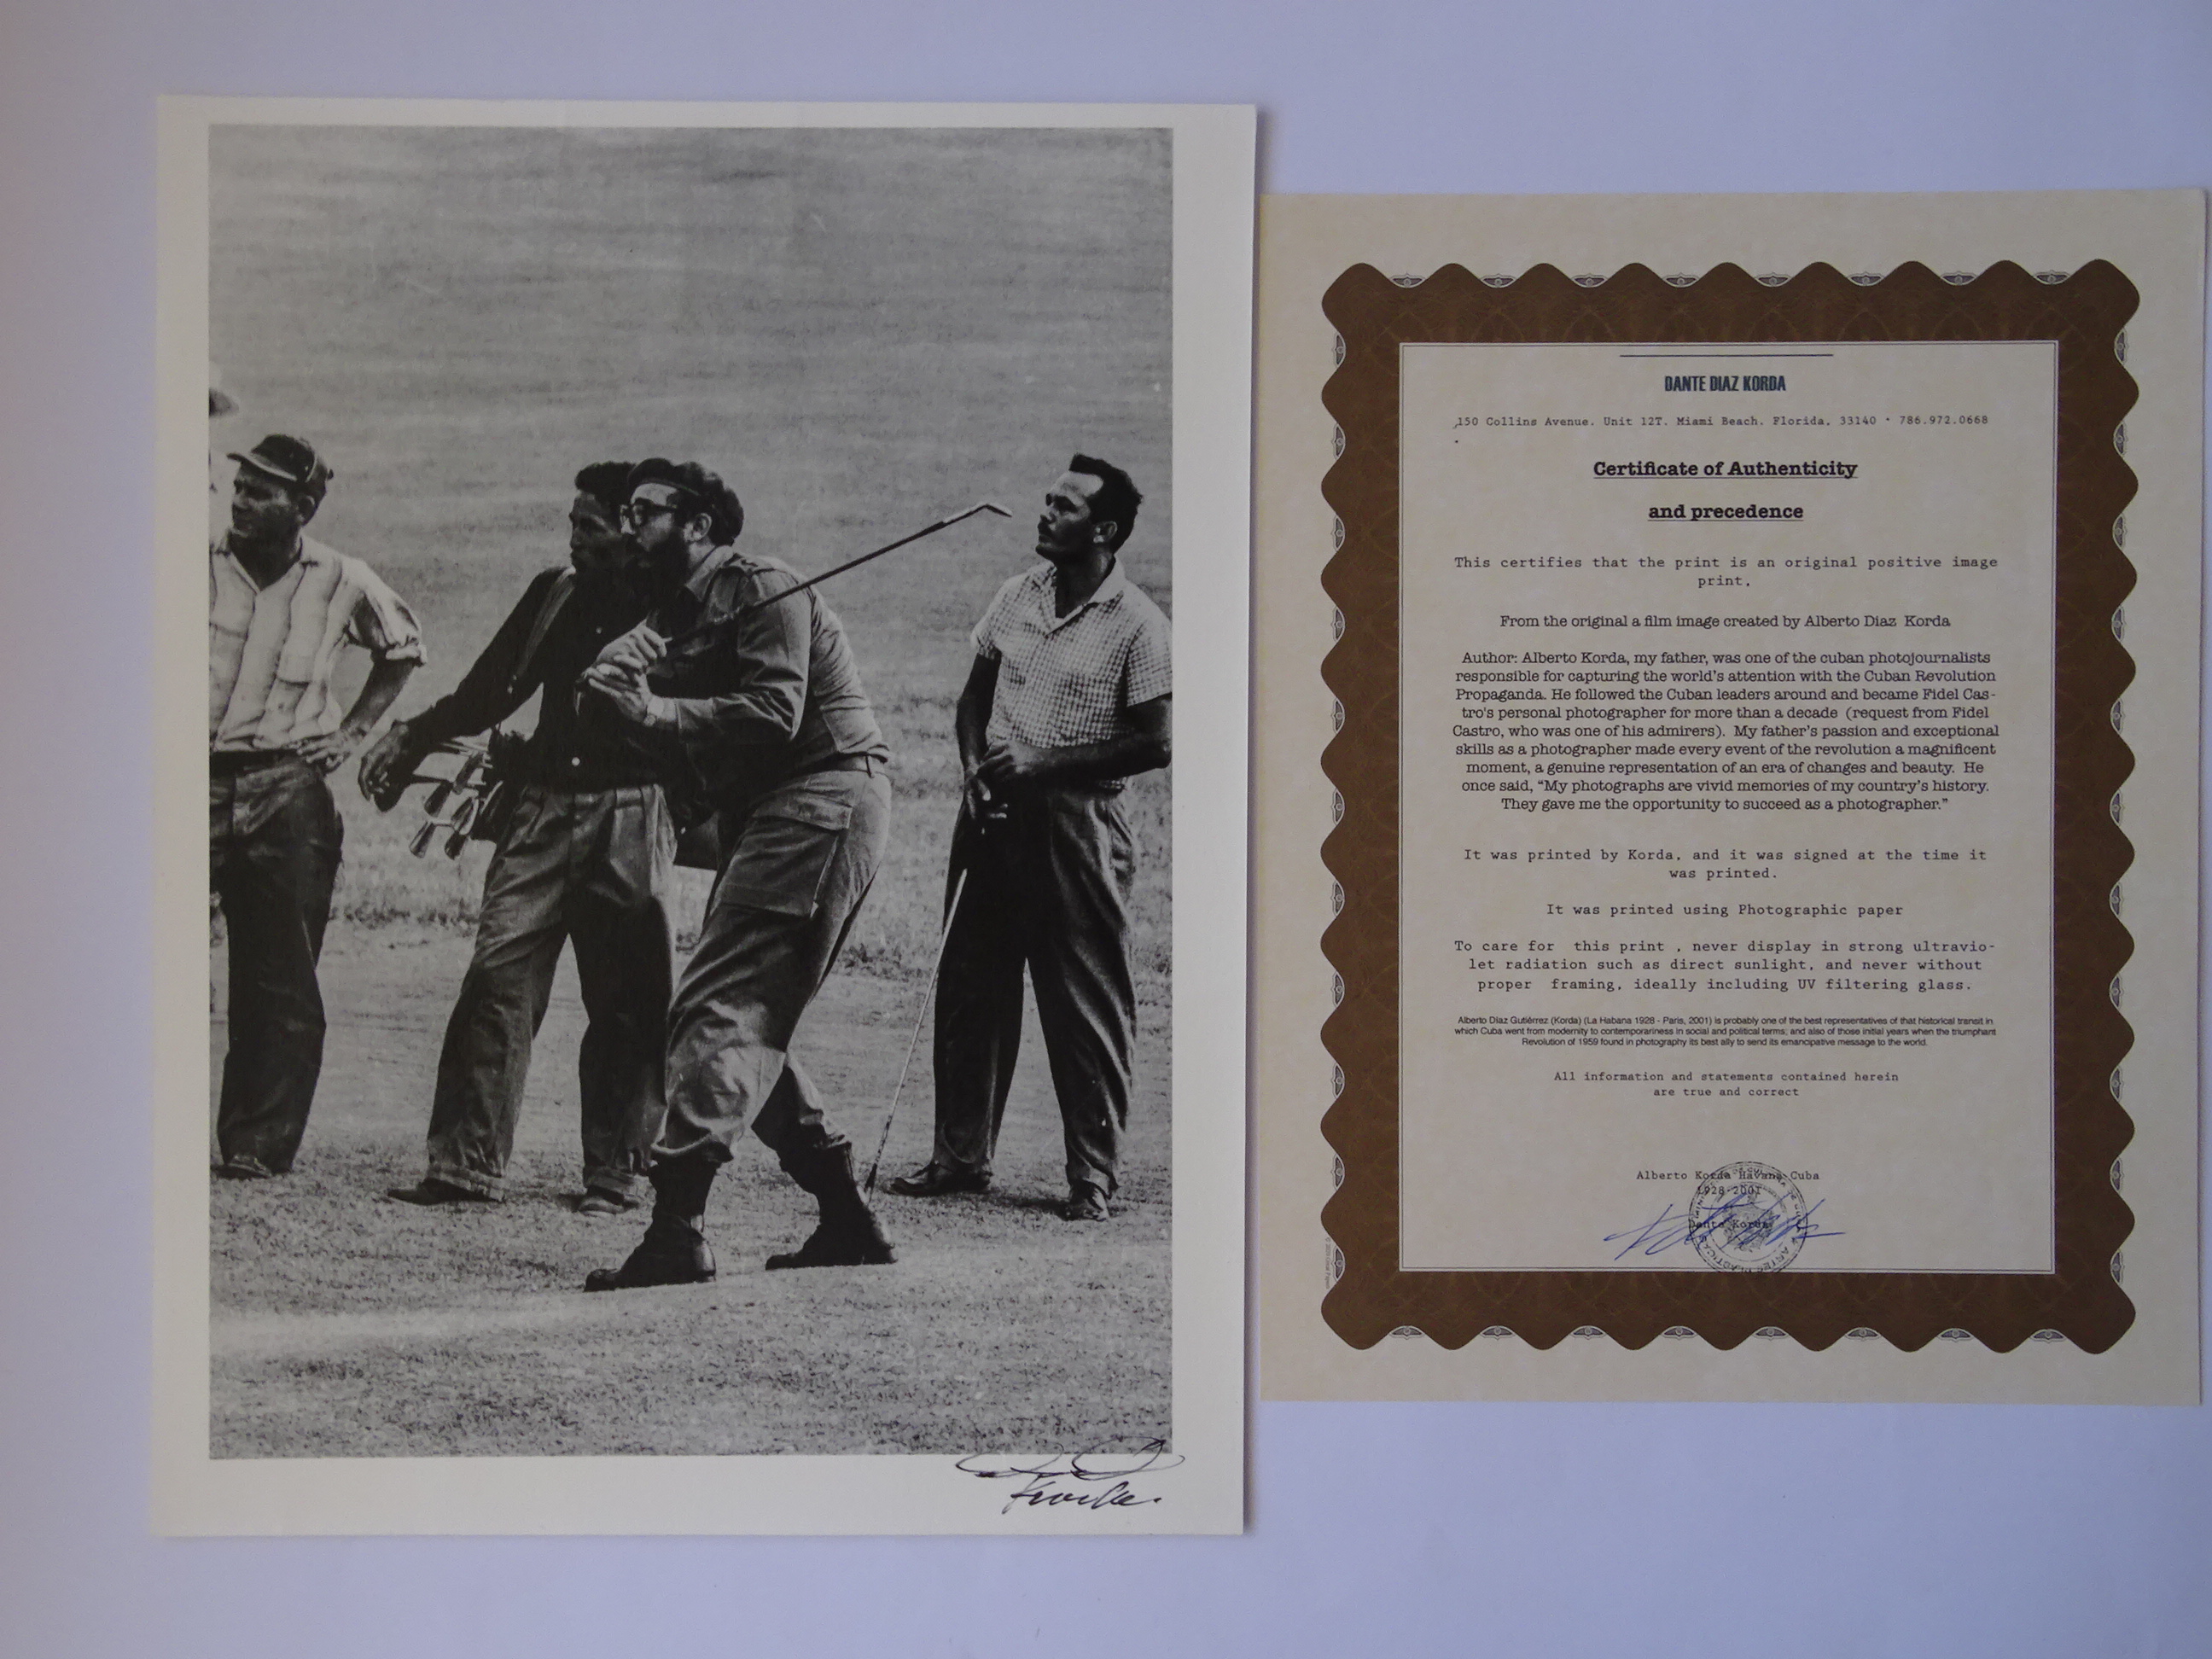 Korda
DANTE DIAZ KORDA
150 Collins Avenue. Unit 12T. Miami Beach. Florida. 33140 • 786.972.0668
Certificate of Authenticity
and precedence
This certifies that the print is an original positive image
print.
From the original a film image created by Alberto Diaz Korda
Author: Alberto Korda, my father, was one of the cuban photojournalists
responsible for capturing the world's attention with the Cuban Revolution
Propaganda. He followed the Cuban leaders around and became Fidel Cas-
tro's personal photographer for more than a decade (request from Fidel
Castro, who was one of his admirers). My father's passion and exceptional
skills as a photographer made every event of the revolution a magnificent
moment, a genuine representation of an era of changes and beauty. He
once said, "My photographs are vivid memories of my country's history.
They gave me the opportunity to succeed as a photographer."
It was printed by Korda, and it was signed at the time it
was printed.
It was printed using Photographic paper
To care for this print , never display in strong ultravio-
let radiation such as direct sunlight, and never without
proper framing, ideally including UV filtering glass.
Alberto Díaz Gutiérrez (Korda) (La Habana 1928 - Paris, 2001) is probably one of the best representatives of that historical transit in
which Cuba went from modernity to contemporariness in social and political terms; and also of those initial years when the triumphant
Revolution of 1959 found in photography its best ally to send its emancipative message to the world.
All information and statements contained herein
are true and correct
Alberto Korda Havana Cuba
1928-2001
Dante Korda